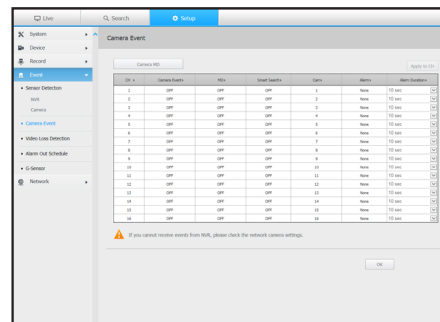 Live
Search
Setup
System
Device
Record
Event
Sensor Detection
NVR
Camera
Camera Event
Video Loss Detection
Alarm Out Schedule
G-Sensor
Network
Camera Event
Camera MD
Apply to CH
CH Camera Event MD Smart Search Cam Alarm Alarm Duration
1 OFF OFF OFF 1 None 10 sec
2 OFF OFF OFF 2 None 10 sec
3 OFF OFF OFF 3 None 10 sec
4 OFF OFF OFF 4 None 10 sec
5 OFF OFF OFF 5 None 10 sec
6 OFF OFF OFF 6 None 10 sec
7 OFF OFF OFF 7 None 10 sec
8 OFF OFF OFF 8 None 10 sec
9 OFF OFF OFF 9 None 10 sec
10 OFF OFF OFF 10 None 10 sec
11 OFF OFF OFF 11 None 10 sec
12 OFF OFF OFF 12 None 10 sec
13 OFF OFF OFF 13 None 10 sec
14 OFF OFF OFF 14 None 10 sec
15 OFF OFF OFF 15 None 10 sec
16 OFF OFF OFF 16 None 10 sec
If you cannot receive events from NVR, please check the network camera settings.
OK